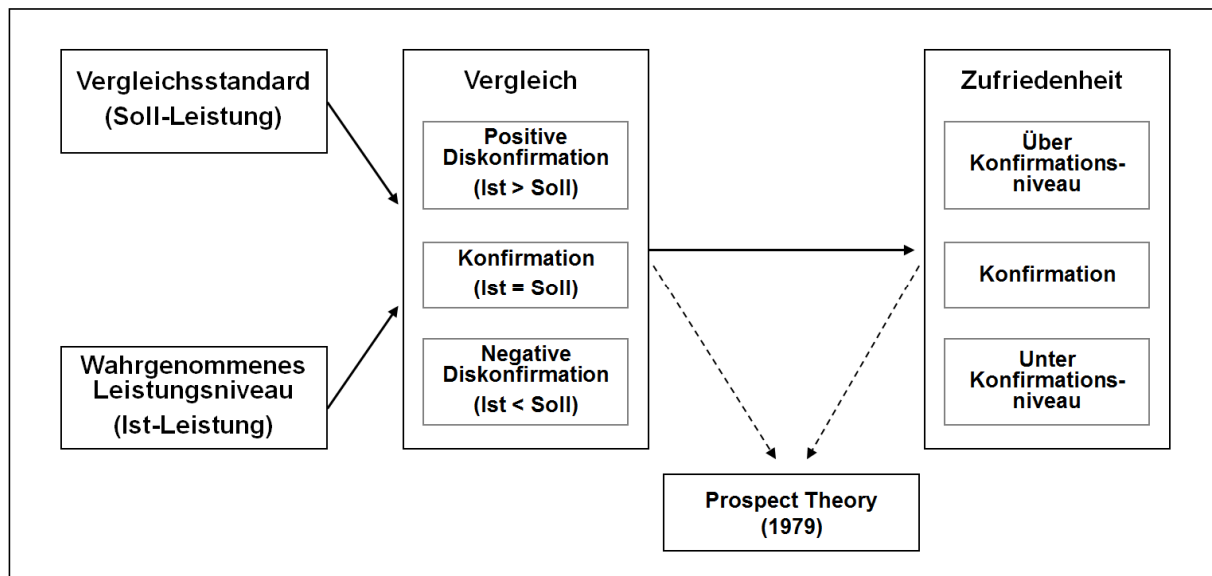 Vergleichsstandard
(Soll-Leistung)
Wahrgenommenes
Leistungsniveau
(Ist-Leistung)
Vergleich
Positive
Diskonfirmation
(Ist > Soll)
Konfirmation
(Ist = Soll)
Negative
Diskonfirmation
(Ist < Soll)
Zufriedenheit
Über
Konfirmations-
niveau
Konfirmation
Unter
Konfirmations-
niveau
Prospect Theory
(1979)